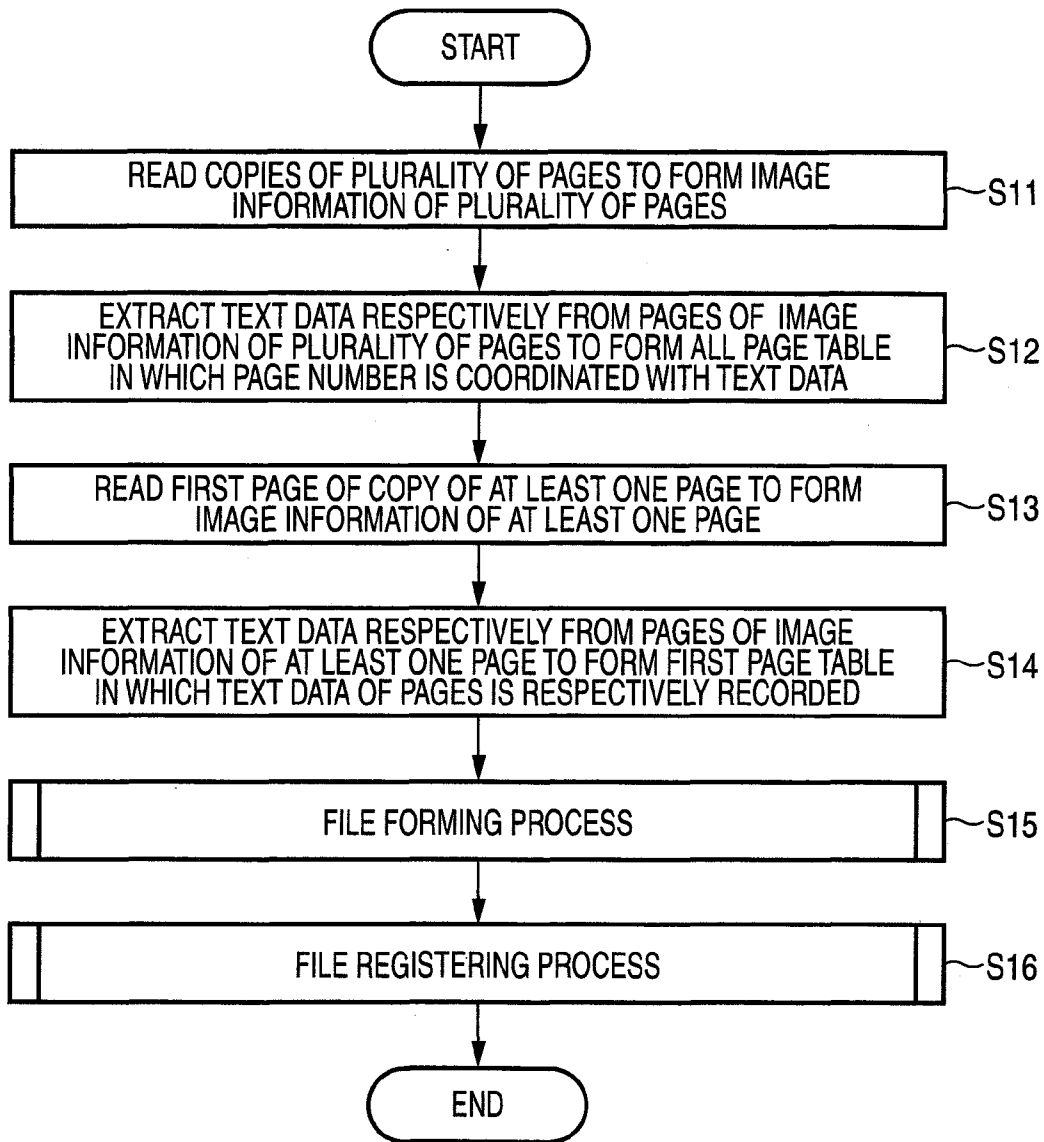 START
READ COPIES OF PLURALITY OF PAGES TO FORM IMAGE
INFORMATION OF PLURALITY OF PAGES
S11
EXTRACT TEXT DATA RESPECTIVELY FROM PAGES OF IMAGE
INFORMATION OF PLURALITY OF PAGES TO FORM ALL PAGE TABLE
IN WHICH PAGE NUMBER IS COORDINATED WITH TEXT DATA
S12
READ FIRST PAGE OF COPY OF AT LEAST ONE PAGE TO FORM
IMAGE INFORMATION OF AT LEAST ONE PAGE
S13
EXTRACT TEXT DATA RESPECTIVELY FROM PAGES OF IMAGE
INFORMATION OF AT LEAST ONE PAGE TO FORM FIRST PAGE TABLE
IN WHICH TEXT DATA OF PAGES IS RESPECTIVELY RECORDED
S14
FILE FORMING PROCESS
S15
FILE REGISTERING PROCESS
S16
END